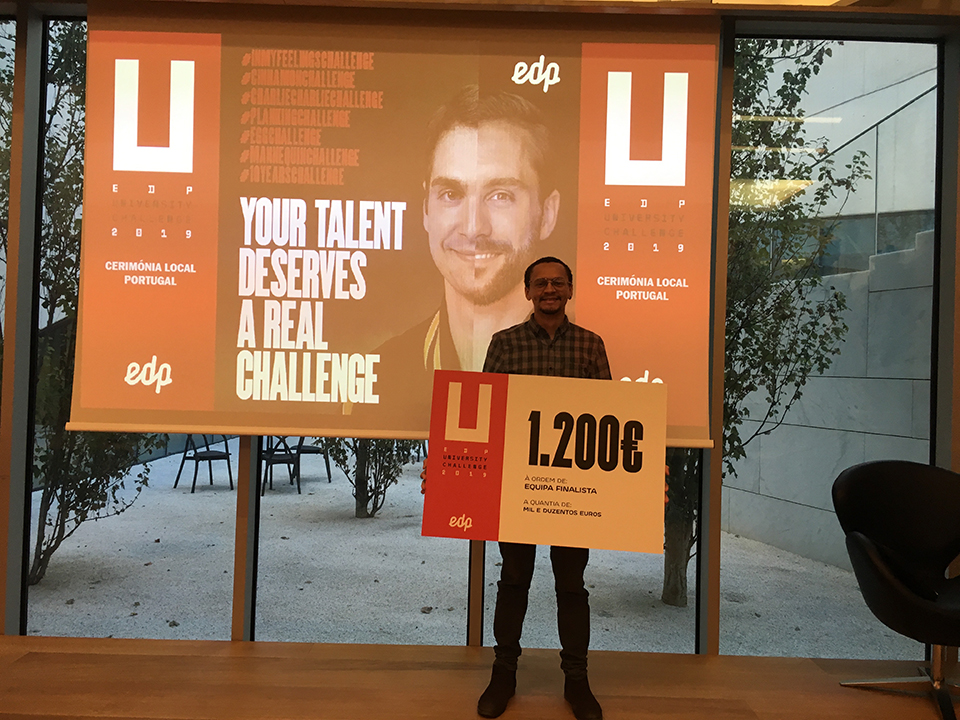 U
EDP
UNIVERSITY
CHALLENGE
2019
CERIMÓNIA LOCAL
PORTUGAL
edp
#INMYFEELINGSCHALLENGE
#CHARLIECHARLIECHALLENGE
#PLANKINGCHALLENGE
#EGGCHALLENGE
#MANNEQUINCHALLENGE
#10YEARSCHALLENGE
YOUR TALENT
DESERVES
A REAL
CHALLENGE
edp
U
EDP
UNIVERSITY
CHALLENGE
2019
CERIMÓNIA LOCAL
PORTUGAL
edp
U
EDP
UNIVERSITY
CHALLENGE
2019
edp
1.200€
À ORDEM DE:
EQUIPA FINALISTA
A QUANTIA DE:
MIL E DUZENTOS EUROS